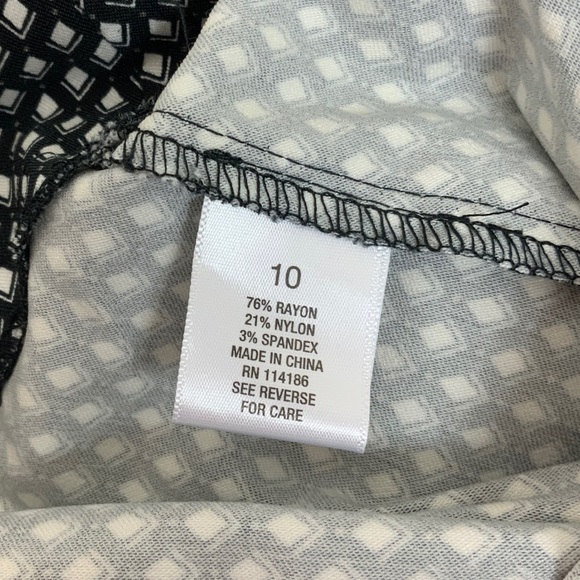 10
76% RAYON
21% NYLON
3% SPANDEX
MADE IN CHINA
RN 114186
SEE REVERSE
FOR CARE